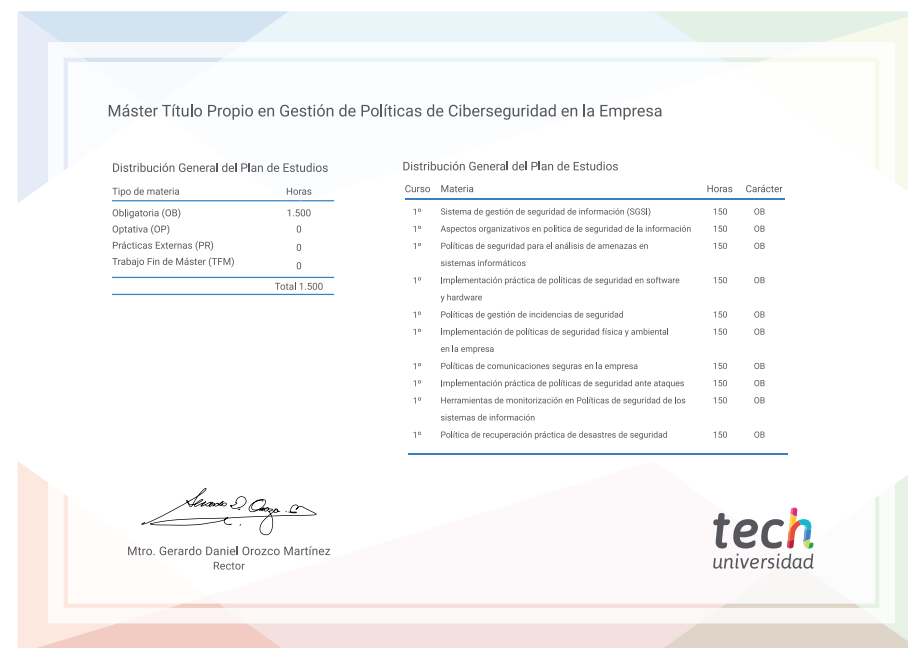 Máster Título Propio en Gestión de Políticas de Ciberseguridad en la Empresa
Distribución General del Plan de Estudios
Tipo de materia Horas
Obligatoria (OB) 1.500
Optativa (OP) 0
Prácticas Externas (PR) 0
Trabajo Fin de Máster (TFM) 0
Total 1.500
Distribución General del Plan de Estudios
Curso Materia Horas Carácter
1º Sistema de gestión de seguridad de información (SGSI) 150 OB
1º Aspectos organizativos en política de seguridad de la información 150 OB
1º Políticas de seguridad para el análisis de amenazas en 150 OB
sistemas informáticos
1º Implementación práctica de políticas de seguridad en software 150 OB
y hardware
1º Políticas de gestión de incidencias de seguridad 150 OB
1º Implementación de políticas de seguridad física y ambiental 150 OB
en la empresa
1º Políticas de comunicaciones seguras en la empresa 150 OB
1º Implementación práctica de políticas de seguridad ante ataques 150 OB
1º Herramientas de monitorización en Políticas de seguridad de los 150 OB
sistemas de información
1º Política de recuperación práctica de desastres de seguridad 150 OB
Mtro. Gerardo Daniel Orozco Martínez
Rector
tech
universidad